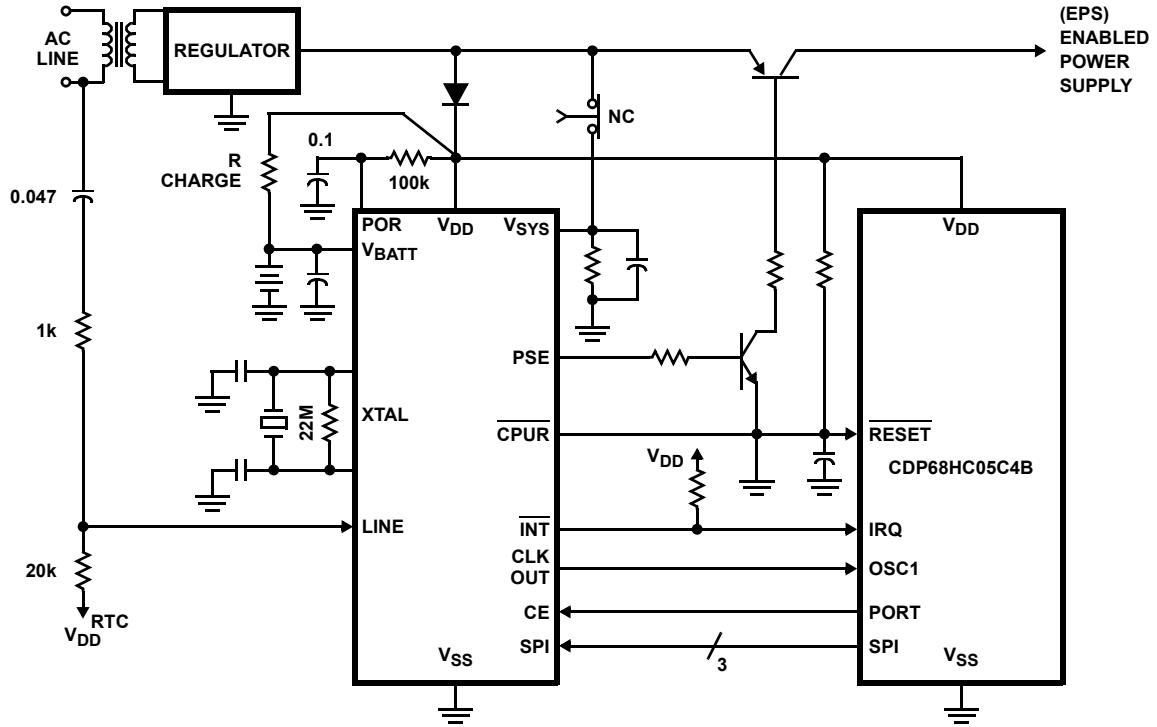 AC
LINE
REGULATOR
(EPS)
ENABLED
POWER
SUPPLY
NC
R
CHARGE
0.1
100k
0.047
POR
VDD
VSYS
VDD
VBATT
1k
PSE
XTAL
22M
CPUR
RESET
VDD
CDP68HC05C4B
LINE
INT
IRQ
CLK
OUT
OSC1
20k
CE
PORT
RTC
VDD
SPI
3
SPI
VSS
VSS